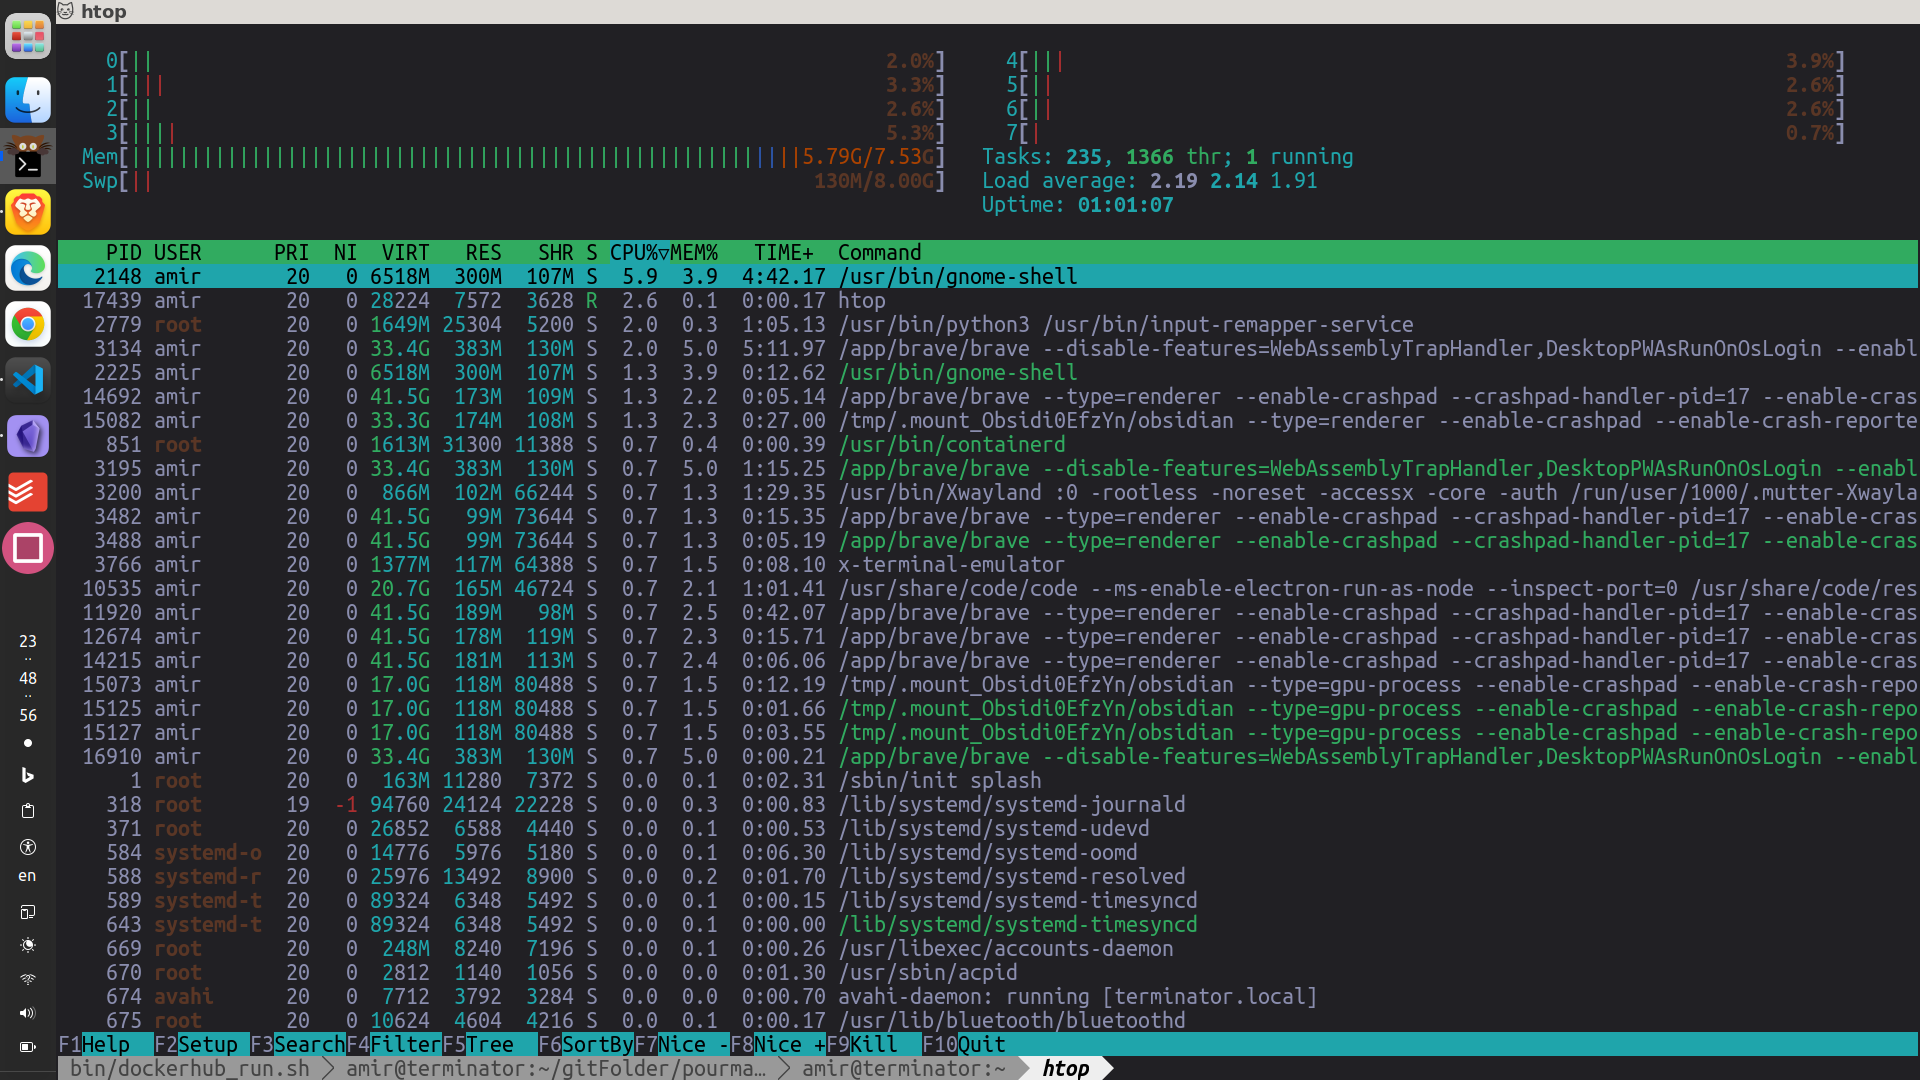 htop
0[|| 2.0%] 4[||| 3.9%]
1[||| 3.3%] 5[|| 2.6%]
2[|| 2.6%] 6[|| 2.6%]
3[|||| 5.3%] 7[| 0.7%]
Mem[||||||||||||||||||||||||||||||||||||||||||||||||||||||||5.79G/7.53G] Tasks: 235, 1366 thr; 1 running
Swp[|| 130M/8.00G] Load average: 2.19 2.14 1.91
Uptime: 01:01:07
PID USER PRI NI VIRT RES SHR S CPU%▽MEM% TIME+ Command
2148 amir 20 0 6518M 300M 107M S 5.9 3.9 4:42.17 /usr/bin/gnome-shell
17439 amir 20 0 28224 7572 3628 R 2.6 0.1 0:00.17 htop
2779 root 20 0 1649M 25304 5200 S 2.0 0.3 1:05.13 /usr/bin/python3 /usr/bin/input-remapper-service
3134 amir 20 0 33.4G 383M 130M S 2.0 5.0 5:11.97 /app/brave/brave --disable-features=WebAssemblyTrapHandler,DesktopPWAsRunOnOsLogin --enabl
2225 amir 20 0 6518M 300M 107M S 1.3 3.9 0:12.62 /usr/bin/gnome-shell
14692 amir 20 0 41.5G 173M 109M S 1.3 2.2 0:05.14 /app/brave/brave --type=renderer --enable-crashpad --crashpad-handler-pid=17 --enable-cras
15082 amir 20 0 33.3G 174M 108M S 1.3 2.3 0:27.00 /tmp/.mount_Obsidi0EfzYn/obsidian --type=renderer --enable-crashpad --enable-crash-reporte
851 root 20 0 1613M 31300 11388 S 0.7 0.4 0:00.39 /usr/bin/containerd
3195 amir 20 0 33.4G 383M 130M S 0.7 5.0 1:15.25 /app/brave/brave --disable-features=WebAssemblyTrapHandler,DesktopPWAsRunOnOsLogin --enabl
3200 amir 20 0 866M 102M 66244 S 0.7 1.3 1:29.35 /usr/bin/Xwayland :0 -rootless -noreset -accessx -core -auth /run/user/1000/.mutter-Xwayla
3482 amir 20 0 41.5G 99M 73644 S 0.7 1.3 0:15.35 /app/brave/brave --type=renderer --enable-crashpad --crashpad-handler-pid=17 --enable-cras
3488 amir 20 0 41.5G 99M 73644 S 0.7 1.3 0:05.19 /app/brave/brave --type=renderer --enable-crashpad --crashpad-handler-pid=17 --enable-cras
3766 amir 20 0 1377M 117M 64388 S 0.7 1.5 0:08.10 x-terminal-emulator
10535 amir 20 0 20.7G 165M 46724 S 0.7 2.1 1:01.41 /usr/share/code/code --ms-enable-electron-run-as-node --inspect-port=0 /usr/share/code/res
11920 amir 20 0 41.5G 189M 98M S 0.7 2.5 0:42.07 /app/brave/brave --type=renderer --enable-crashpad --crashpad-handler-pid=17 --enable-cras
12674 amir 20 0 41.5G 178M 119M S 0.7 2.3 0:15.71 /app/brave/brave --type=renderer --enable-crashpad --crashpad-handler-pid=17 --enable-cras
14215 amir 20 0 41.5G 181M 113M S 0.7 2.4 0:06.06 /app/brave/brave --type=renderer --enable-crashpad --crashpad-handler-pid=17 --enable-cras
15073 amir 20 0 17.0G 118M 80488 S 0.7 1.5 0:12.19 /tmp/.mount_Obsidi0EfzYn/obsidian --type=gpu-process --enable-crashpad --enable-crash-repo
15125 amir 20 0 17.0G 118M 80488 S 0.7 1.5 0:01.66 /tmp/.mount_Obsidi0EfzYn/obsidian --type=gpu-process --enable-crashpad --enable-crash-repo
15127 amir 20 0 17.0G 118M 80488 S 0.7 1.5 0:03.55 /tmp/.mount_Obsidi0EfzYn/obsidian --type=gpu-process --enable-crashpad --enable-crash-repo
16910 amir 20 0 33.4G 383M 130M S 0.7 5.0 0:00.21 /app/brave/brave --disable-features=WebAssemblyTrapHandler,DesktopPWAsRunOnOsLogin --enabl
1 root 20 0 163M 11280 7372 S 0.0 0.1 0:02.31 /sbin/init splash
318 root 19 -1 94760 24124 22228 S 0.0 0.3 0:00.83 /lib/systemd/systemd-journald
371 root 20 0 26852 6588 4440 S 0.0 0.1 0:00.53 /lib/systemd/systemd-udevd
584 systemd-o 20 0 14776 5976 5180 S 0.0 0.1 0:06.30 /lib/systemd/systemd-oomd
588 systemd-r 20 0 25976 13492 8900 S 0.0 0.2 0:01.70 /lib/systemd/systemd-resolved
589 systemd-t 20 0 89324 6348 5492 S 0.0 0.1 0:00.15 /lib/systemd/systemd-timesyncd
643 systemd-t 20 0 89324 6348 5492 S 0.0 0.1 0:00.00 /lib/systemd/systemd-timesyncd
669 root 20 0 248M 8240 7196 S 0.0 0.1 0:00.26 /usr/libexec/accounts-daemon
670 root 20 0 2812 1140 1056 S 0.0 0.0 0:01.30 /usr/sbin/acpid
674 avahi 20 0 7712 3792 3284 S 0.0 0.0 0:00.70 avahi-daemon: running [terminator.local]
675 root 20 0 10624 4604 4216 S 0.0 0.1 0:00.17 /usr/lib/bluetooth/bluetoothd
F1Help F2Setup F3SearchF4FilterF5Tree F6SortByF7Nice -F8Nice +F9Kill F10Quit
bin/dockerhub_run.sh amir@terminator:~/gitFolder/pourma… amir@terminator:~ htop
23
..
48
..
56
en